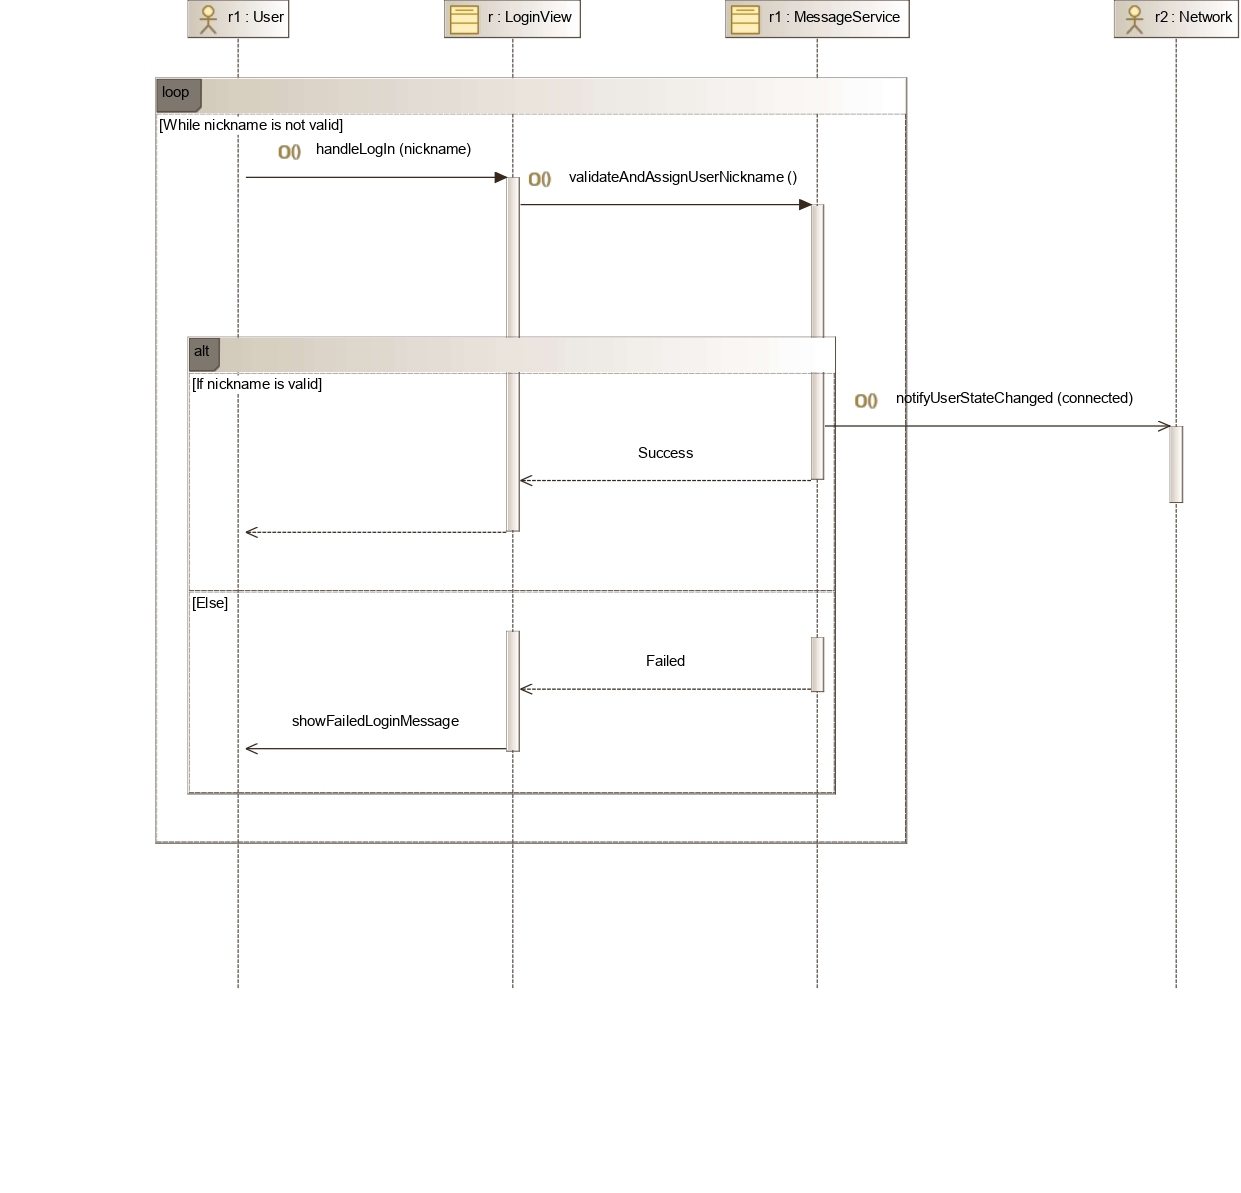 r1 : User
r : LoginView
r1 : MessageService
r2 : Network
loop
[While nickname is not valid]
O() handleLogIn (nickname)
O() validateAndAssignUserNickname ()
alt
[If nickname is valid]
O() notifyUserStateChanged (connected)
Success
[Else]
Failed
showFailedLoginMessage